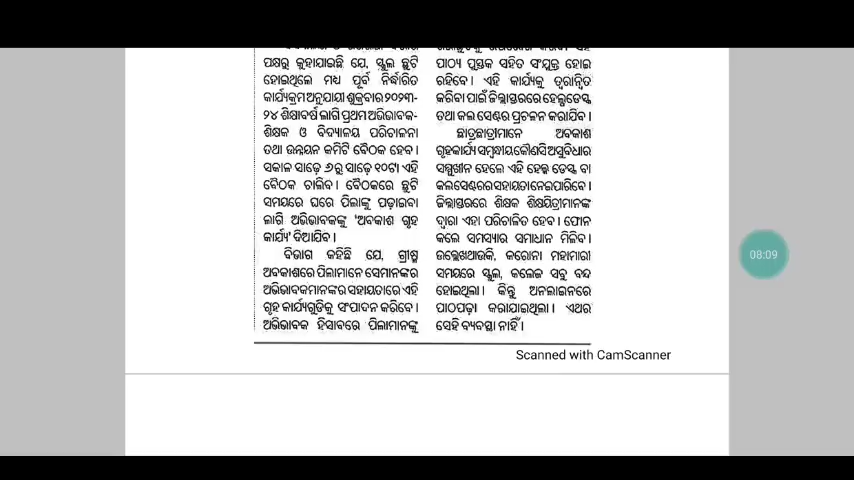 ପକ୍ଷରୁ କୁହାଯାଇଛି ଯେ, ସ୍କୁଲ ଛୁଟି
ହୋଇଥିଲେ ମଧ୍ୟ ପୂର୍ବ ନିର୍ଦ୍ଧାରିତ
କାର୍ଯ୍ୟକ୍ରମ ଅନୁଯାୟୀ ଶୁକ୍ରବାର ୨୦୨୩-
୨୪ ଶିକ୍ଷାବର୍ଷ ଲାଗି ପ୍ରଥମ ଅଭିଭାବକ-
ଶିକ୍ଷକ ଓ ବିଦ୍ୟାଳୟ ପରିଚାଳନା
ତଥା ଉନ୍ନୟନ କମିଟି ବୈଠକ ହେବ।
ସକାଳ ସାଢ଼େ ୬ରୁ ସାଢ଼େ ୧୦ଟା ଏହି
ବୈଠକ ଚାଲିବ। ବୈଠକରେ ଛୁଟି
ସମୟରେ ଘରେ ପିଲାଙ୍କୁ ପଢ଼ାଇବା
ଲାଗି ଅଭିଭାବକଙ୍କୁ 'ଅବକାଶ ଗୃହ
କାର୍ଯ୍ୟ' ଦିଆଯିବ।
ବିଭାଗ କହିଛି ଯେ, ଗ୍ରୀଷ୍ମ
ଅବକାଶରେ ପିଲାମାନେ ସେମାନଙ୍କର
ଅଭିଭାବକମାନଙ୍କର ସହାୟତାରେ ଏହି
ଗୃହ କାର୍ଯ୍ୟଗୁଡିକୁ ସଂପାଦନ କରିବେ।
ଅଭିଭାବକ ହିସାବରେ ପିଲାମାନଙ୍କୁ
ପାଠ୍ୟ ପୁସ୍ତକ ସହିତ ସଂଯୁକ୍ତ ହୋଇ
ରହିବେ। ଏହି କାର୍ଯ୍ୟକୁ ତ୍ୱରାନ୍ୱିତ
କରିବା ପାଇଁ ଜିଲ୍ଲାସ୍ତରରେ ହେଲ୍ପଡେସ୍କ
ତଥା କଲ ସେଣ୍ଟର ପ୍ରଚଳନ କରାଯିବ।
ଛାତ୍ରଛାତ୍ରୀମାନେ ଅବକାଶ
ଗୃହକାର୍ଯ୍ୟ ସମ୍ବନ୍ଧୀୟ କୌଣସି ଅସୁବିଧାର
ସମ୍ମୁଖୀନ ହେଲେ ଏହି ହେଲ୍ପ ଡେସ୍କ ବା
କଲ ସେଣ୍ଟରର ସହାୟତା ନେଇପାରିବେ।
ଜିଲ୍ଲାସ୍ତରରେ ଶିକ୍ଷକ ଶିକ୍ଷୟିତ୍ରୀମାନଙ୍କ
ଦ୍ୱାରା ଏହା ପରିଚାଳିତ ହେବ। ଫୋନ
କଲେ ସମସ୍ୟାର ସମାଧାନ ମିଳିବ।
ଉଲ୍ଲେଖଥାଉକି, କରୋନା ମହାମାରୀ
ସମୟରେ ସ୍କୁଲ, କଲେଜ ସବୁ ବନ୍ଦ
ହୋଇଥିଲା। କିନ୍ତୁ ଅନଲାଇନରେ
ପାଠପଢ଼ା କରାଯାଇଥିଲା। ଏଥର
ସେହି ବ୍ୟବସ୍ଥା ନାହିଁ।
Scanned with CamScanner
08:09